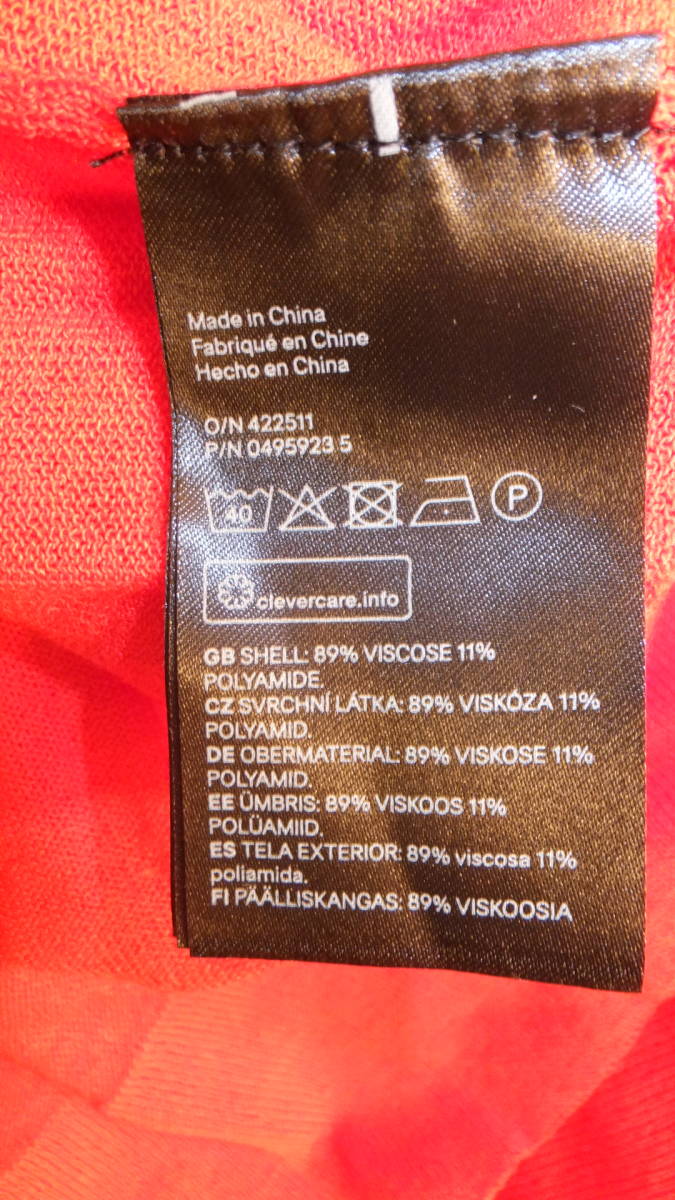 Made in China
Fabriqué en Chine
Hecho en China
O/N 422511
P/N 0495923 5
40
P
clevercare.info
GB SHELL: 89% VISCOSE 11%
POLYAMIDE.
CZ SVRCHNÍ LÁTKA: 89% VISKÓZA 11%
POLYAMID.
DE OBERMATERIAL: 89% VISKOSE 11%
POLYAMID.
EE ÜMBRIS: 89% VISKOOS 11%
POLÜAMIID.
ES TELA EXTERIOR: 89% viscosa 11%
poliamida.
FI PÄÄLLISKANGAS: 89% VISKOOSIA